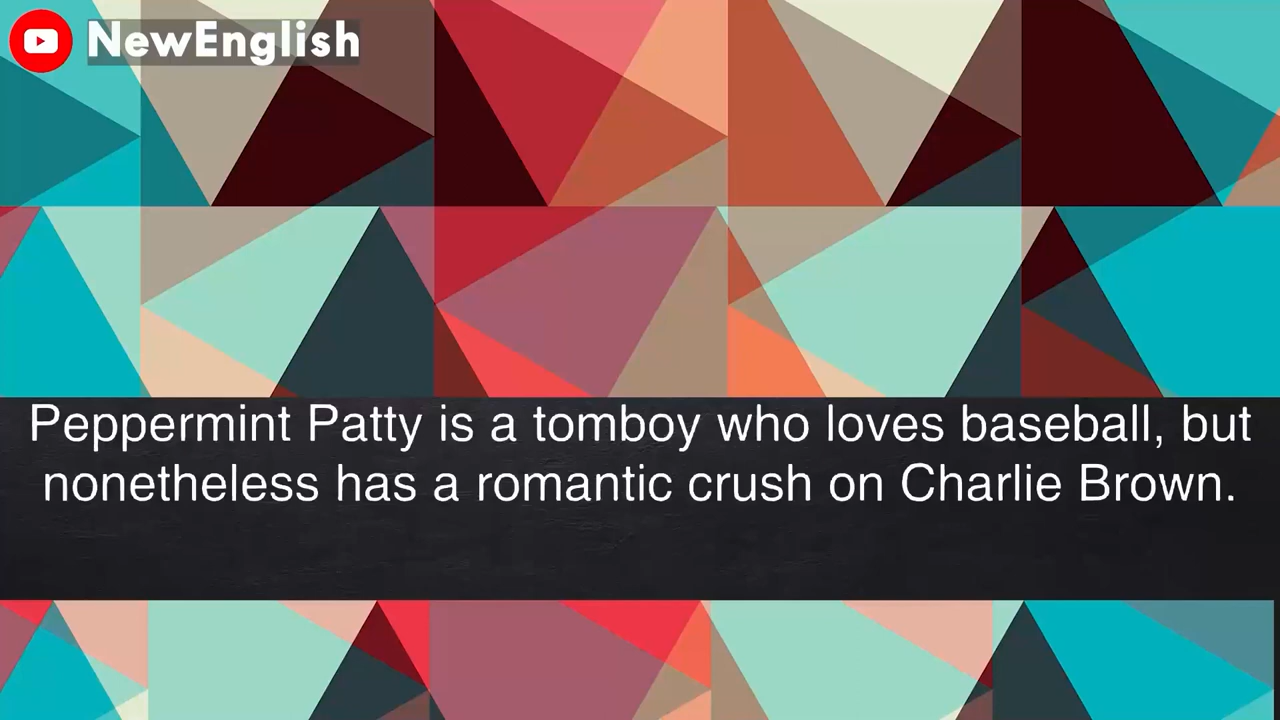 NewEnglish
Peppermint Patty is a tomboy who loves baseball, but
nonetheless has a romantic crush on Charlie Brown.